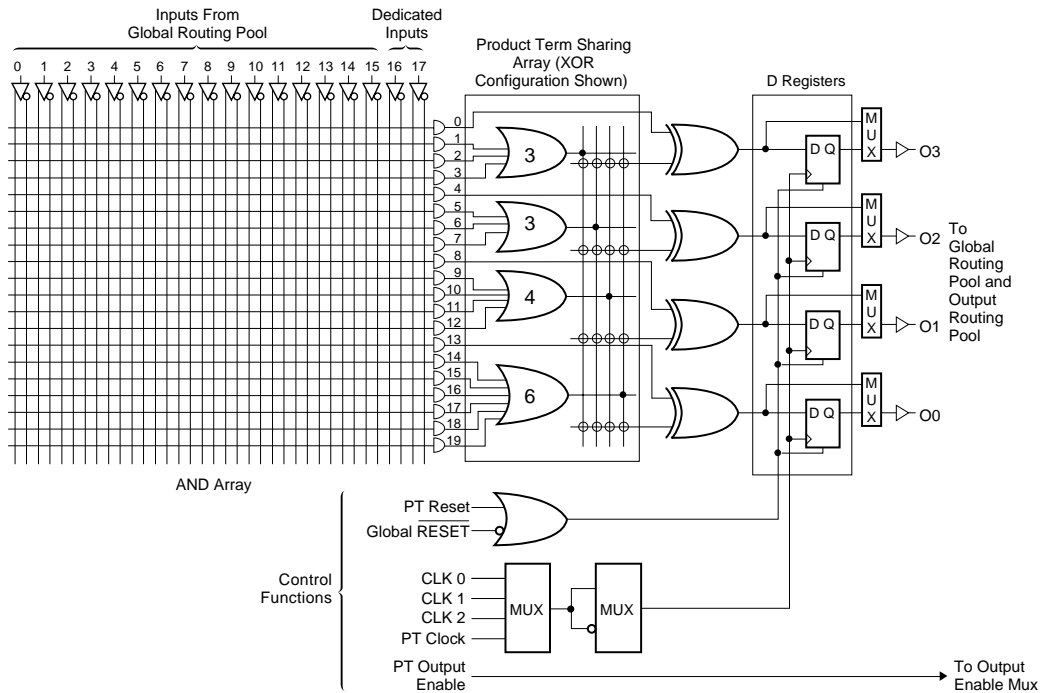 Inputs From
Global Routing Pool
Dedicated
Inputs
0 1 2 3 4 5 6 7 8 9 10 11 12 13 14 15 16 17
Product Term Sharing
Array (XOR
Configuration Shown)
D Registers
0
1
2
3
4
5
6
7
8
9
10
11
12
13
14
15
16
17
18
19
3
3
4
6
D Q
D Q
D Q
D Q
MUX
MUX
MUX
MUX
O3
O2
O1
O0
To
Global
Routing
Pool and
Output
Routing
Pool
AND Array
Control
Functions
PT Reset
Global RESET
CLK 0
CLK 1
CLK 2
PT Clock
MUX
MUX
PT Output
Enable
To Output
Enable Mux